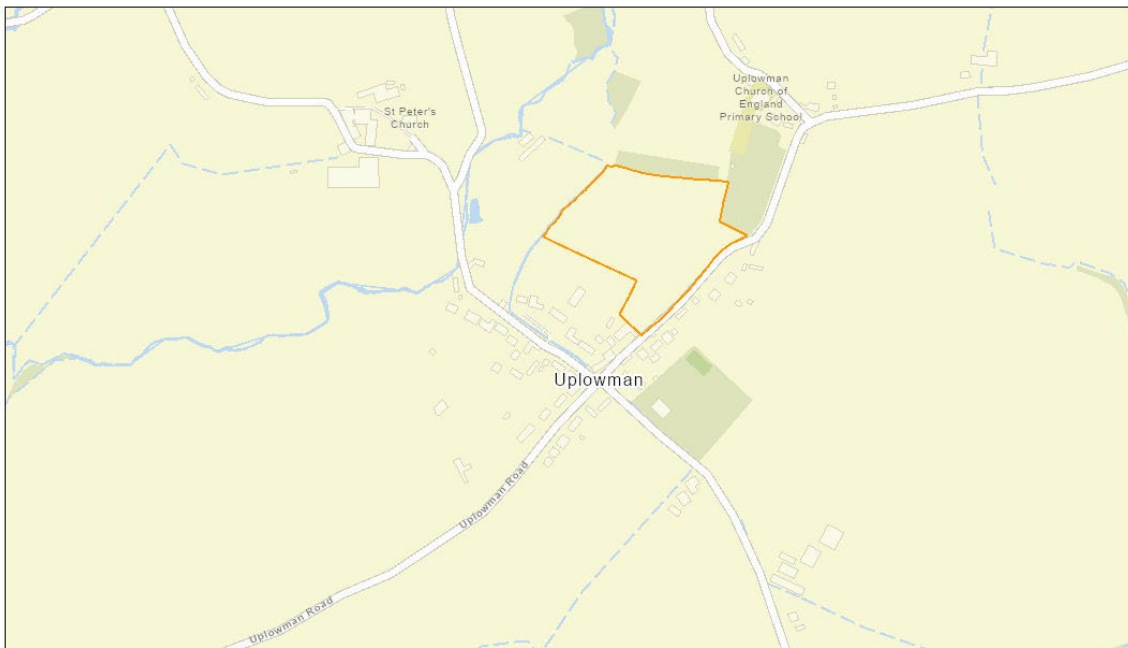 St Peter's
Church
Uplowman
Church of
England
Primary School
Uplowman
Uplowman Road
Uplowman Road